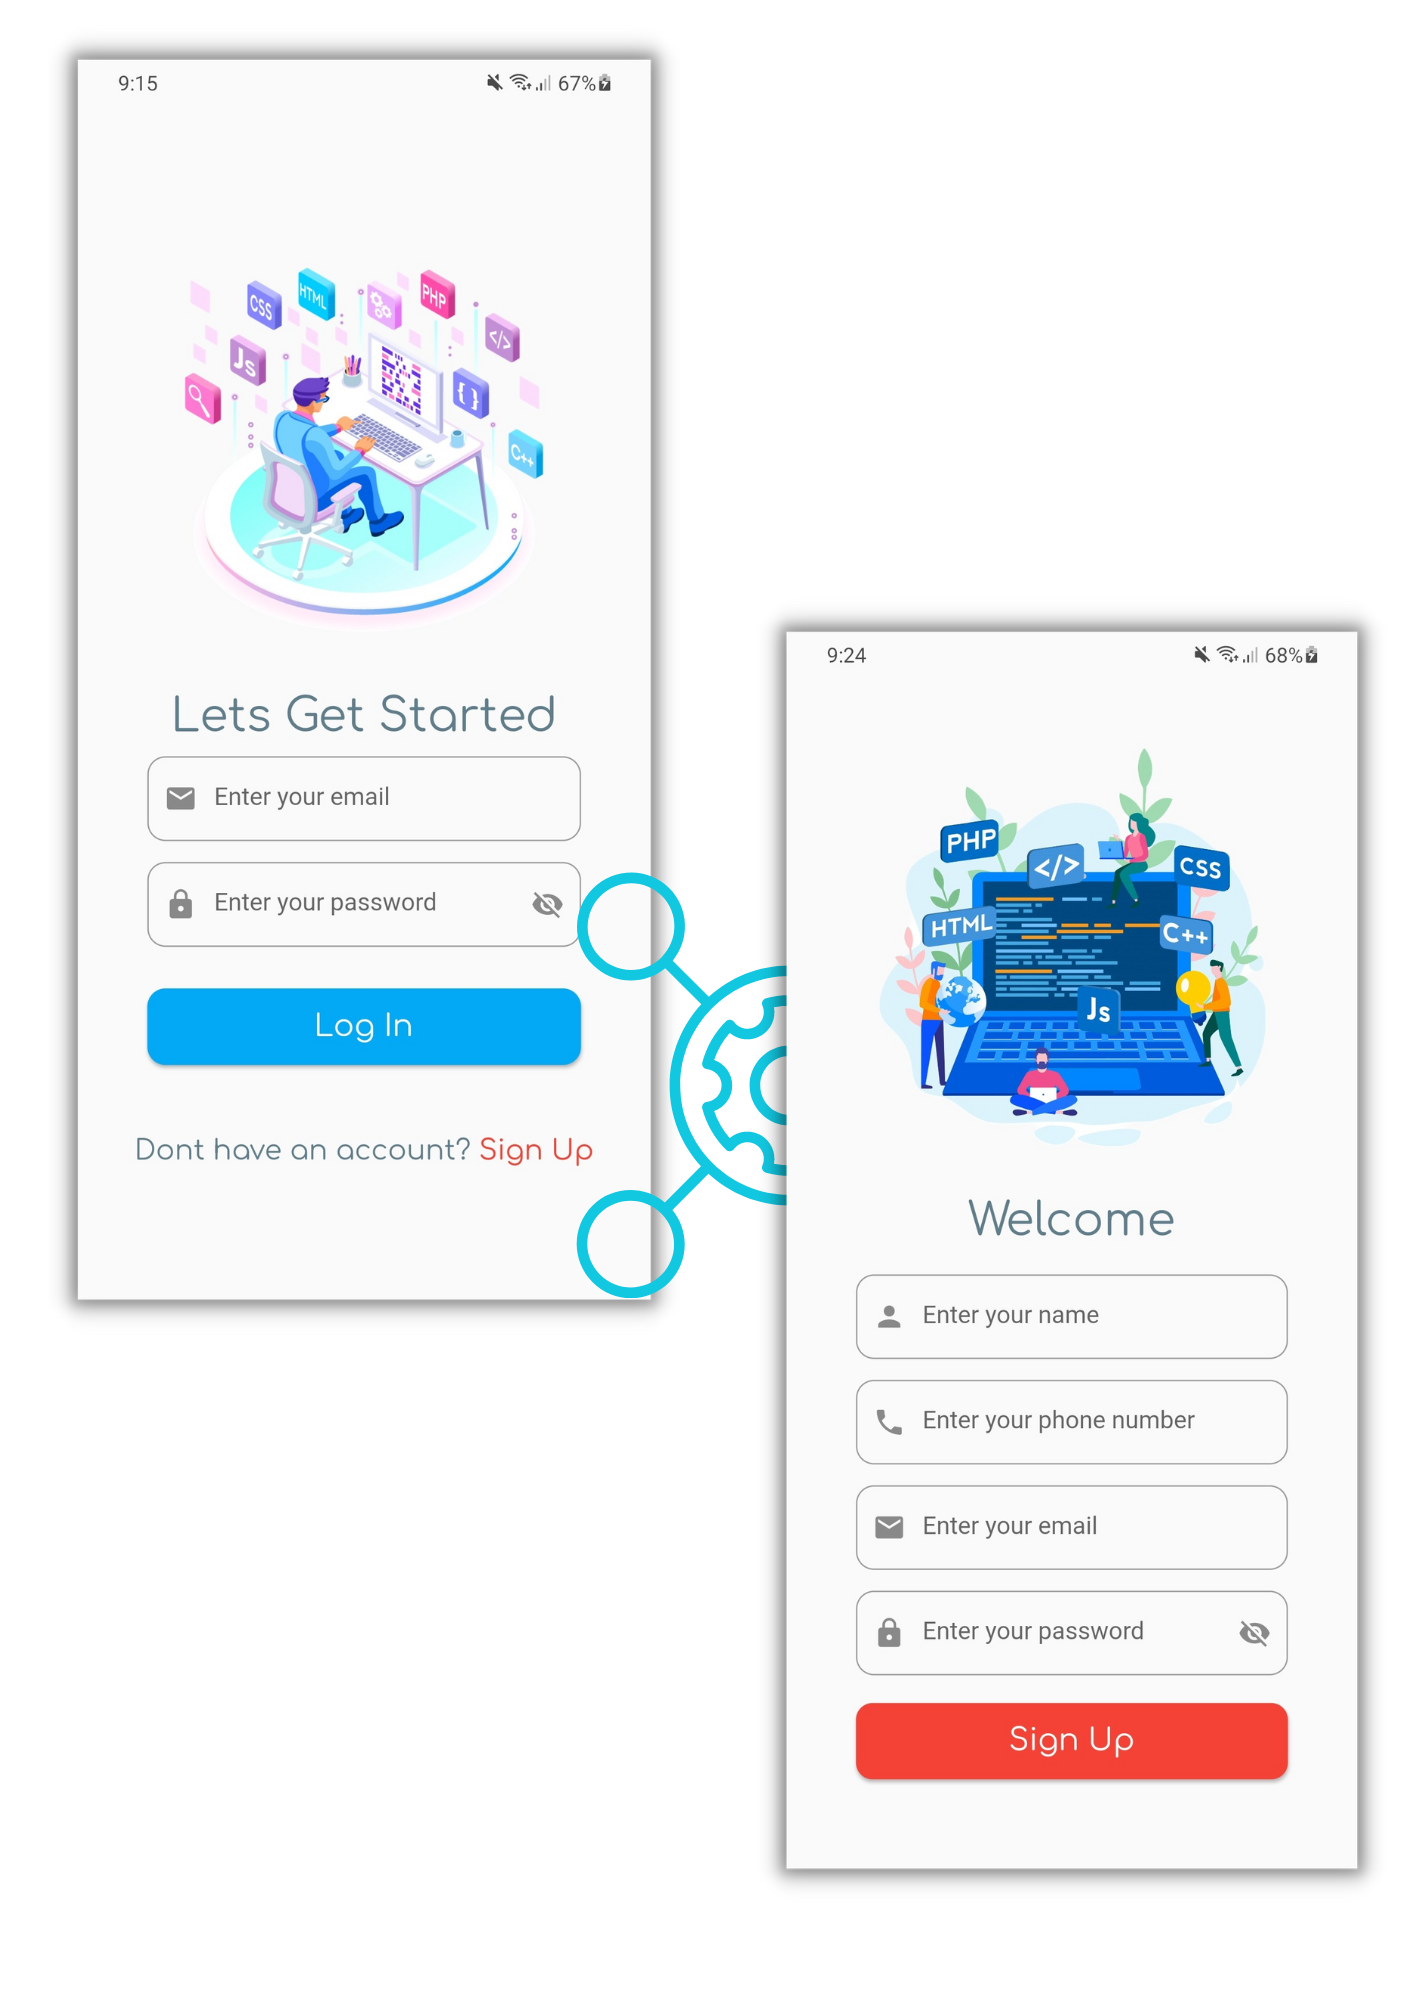 9:15
67%
CSS
HTML
PHP
</>
Js
{ }
C++
Lets Get Started
Enter your email
Enter your password
Log In
Dont have an account? Sign Up
9:24
68%
PHP
</>
CSS
HTML
C++
Js
Welcome
Enter your name
Enter your phone number
Enter your email
Enter your password
Sign Up